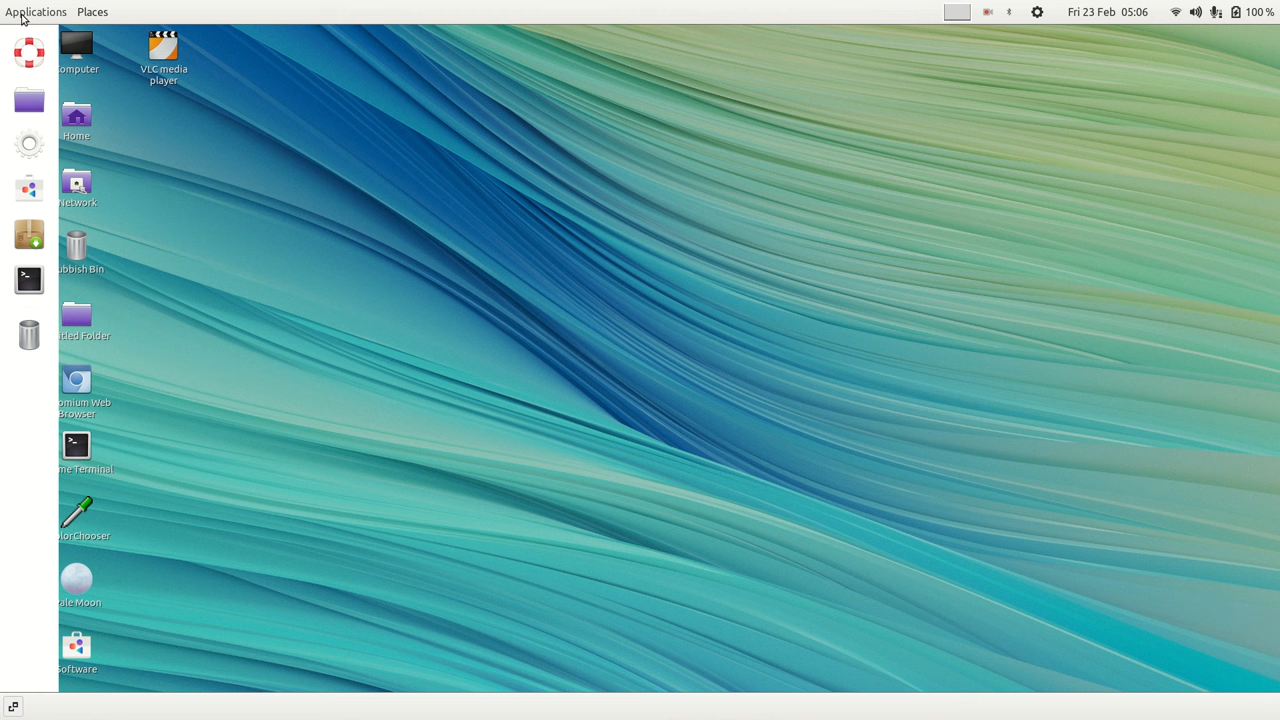 Applications Places Fri 23 Feb 05:06 100 %
omputer
VLC media
player
Home
Network
ubbish Bin
itled Folder
omium Web
Browser
me Terminal
lorChooser
ale Moon
Software